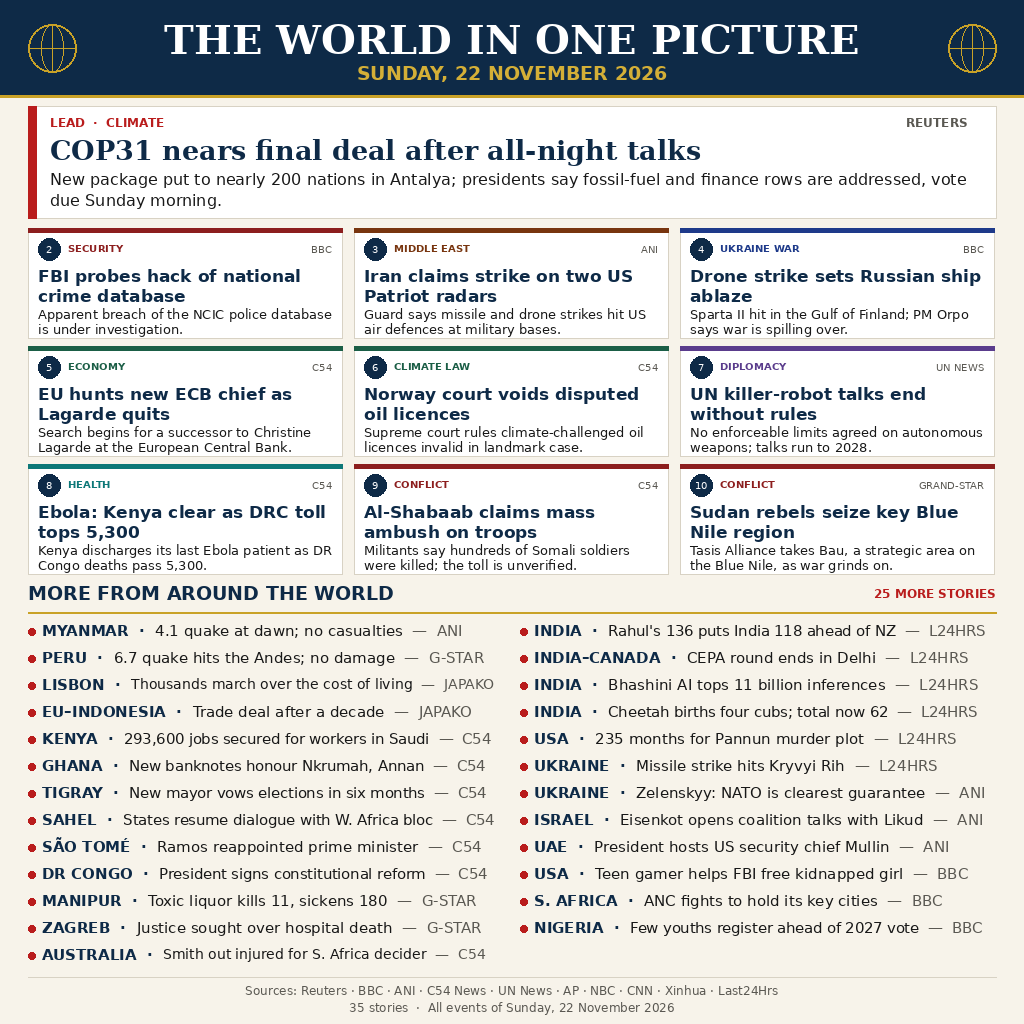 THE WORLD IN ONE PICTURE
SUNDAY, 22 NOVEMBER 2026
LEAD · CLIMATE
REUTERS
COP31 nears final deal after all-night talks
New package put to nearly 200 nations in Antalya; presidents say fossil-fuel and finance rows are addressed, vote
due Sunday morning.
2 SECURITY BBC
FBI probes hack of national
crime database
Apparent breach of the NCIC police database
is under investigation.
3 MIDDLE EAST ANI
Iran claims strike on two US
Patriot radars
Guard says missile and drone strikes hit US
air defences at military bases.
4 UKRAINE WAR BBC
Drone strike sets Russian ship
ablaze
Sparta II hit in the Gulf of Finland; PM Orpo
says war is spilling over.
5 ECONOMY C54
EU hunts new ECB chief as
Lagarde quits
Search begins for a successor to Christine
Lagarde at the European Central Bank.
6 CLIMATE LAW C54
Norway court voids disputed
oil licences
Supreme court rules climate-challenged oil
licences invalid in landmark case.
7 DIPLOMACY UN NEWS
UN killer-robot talks end
without rules
No enforceable limits agreed on autonomous
weapons; talks run to 2028.
8 HEALTH C54
Ebola: Kenya clear as DRC toll
tops 5,300
Kenya discharges its last Ebola patient as DR
Congo deaths pass 5,300.
9 CONFLICT C54
Al-Shabaab claims mass
ambush on troops
Militants say hundreds of Somali soldiers
were killed; the toll is unverified.
10 CONFLICT GRAND-STAR
Sudan rebels seize key Blue
Nile region
Tasis Alliance takes Bau, a strategic area on
the Blue Nile, as war grinds on.
MORE FROM AROUND THE WORLD
25 MORE STORIES
MYANMAR · 4.1 quake at dawn; no casualties — ANI
PERU · 6.7 quake hits the Andes; no damage — G-STAR
LISBON · Thousands march over the cost of living — JAPAKO
EU–INDONESIA · Trade deal after a decade — JAPAKO
KENYA · 293,600 jobs secured for workers in Saudi — C54
GHANA · New banknotes honour Nkrumah, Annan — C54
TIGRAY · New mayor vows elections in six months — C54
SAHEL · States resume dialogue with W. Africa bloc — C54
SÃO TOMÉ · Ramos reappointed prime minister — C54
DR CONGO · President signs constitutional reform — C54
MANIPUR · Toxic liquor kills 11, sickens 180 — G-STAR
ZAGREB · Justice sought over hospital death — G-STAR
AUSTRALIA · Smith out injured for S. Africa decider — C54
INDIA · Rahul's 136 puts India 118 ahead of NZ — L24HRS
INDIA–CANADA · CEPA round ends in Delhi — L24HRS
INDIA · Bhashini AI tops 11 billion inferences — L24HRS
INDIA · Cheetah births four cubs; total now 62 — L24HRS
USA · 235 months for Pannun murder plot — L24HRS
UKRAINE · Missile strike hits Kryvyi Rih — L24HRS
UKRAINE · Zelenskyy: NATO is clearest guarantee — ANI
ISRAEL · Eisenkot opens coalition talks with Likud — ANI
UAE · President hosts US security chief Mullin — ANI
USA · Teen gamer helps FBI free kidnapped girl — BBC
S. AFRICA · ANC fights to hold its key cities — BBC
NIGERIA · Few youths register ahead of 2027 vote — BBC
Sources: Reuters · BBC · ANI · C54 News · UN News · AP · NBC · CNN · Xinhua · Last24Hrs
35 stories · All events of Sunday, 22 November 2026